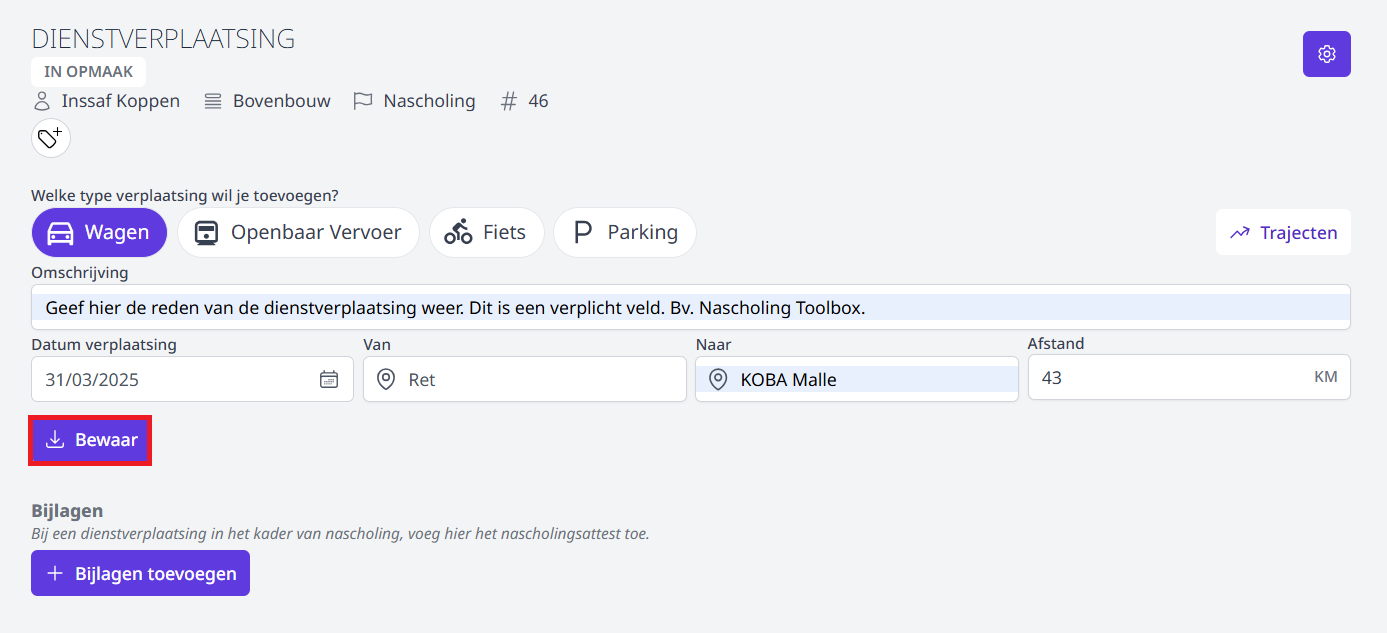 DIENSTVERPLAATSING
IN OPMAAK
Inssaf Koppen Bovenbouw Nascholing # 46
Welke type verplaatsing wil je toevoegen?
Wagen Openbaar Vervoer Fiets P Parking Trajecten
Omschrijving
Geef hier de reden van de dienstverplaatsing weer. Dit is een verplicht veld. Bv. Nascholing Toolbox.
Datum verplaatsing Van Naar Afstand
31/03/2025 Ret KOBA Malle 43 KM
Bewaar
Bijlagen
Bij een dienstverplaatsing in het kader van nascholing, voeg hier het nascholingsattest toe.
Bijlagen toevoegen